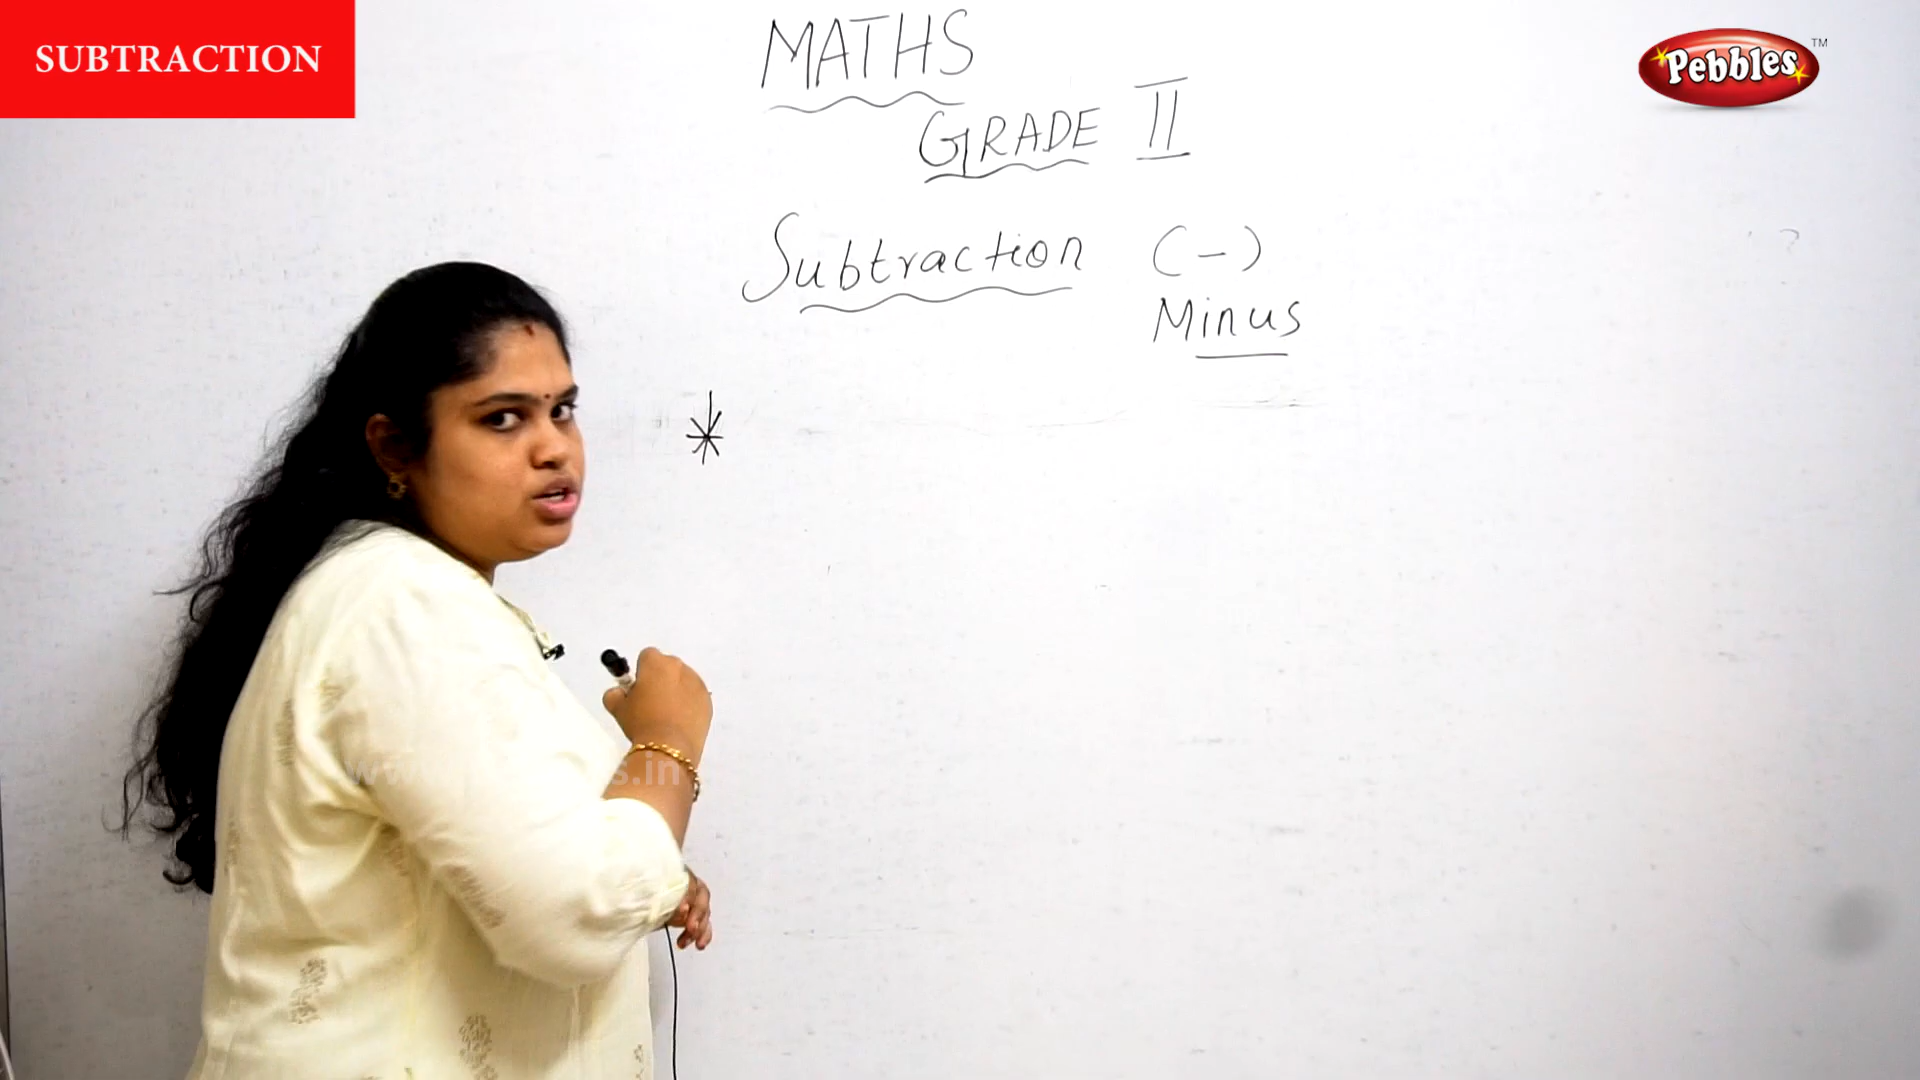 SUBTRACTION
Pebbles TM
MATHS
GRADE II
Subtraction (-)
Minus
*